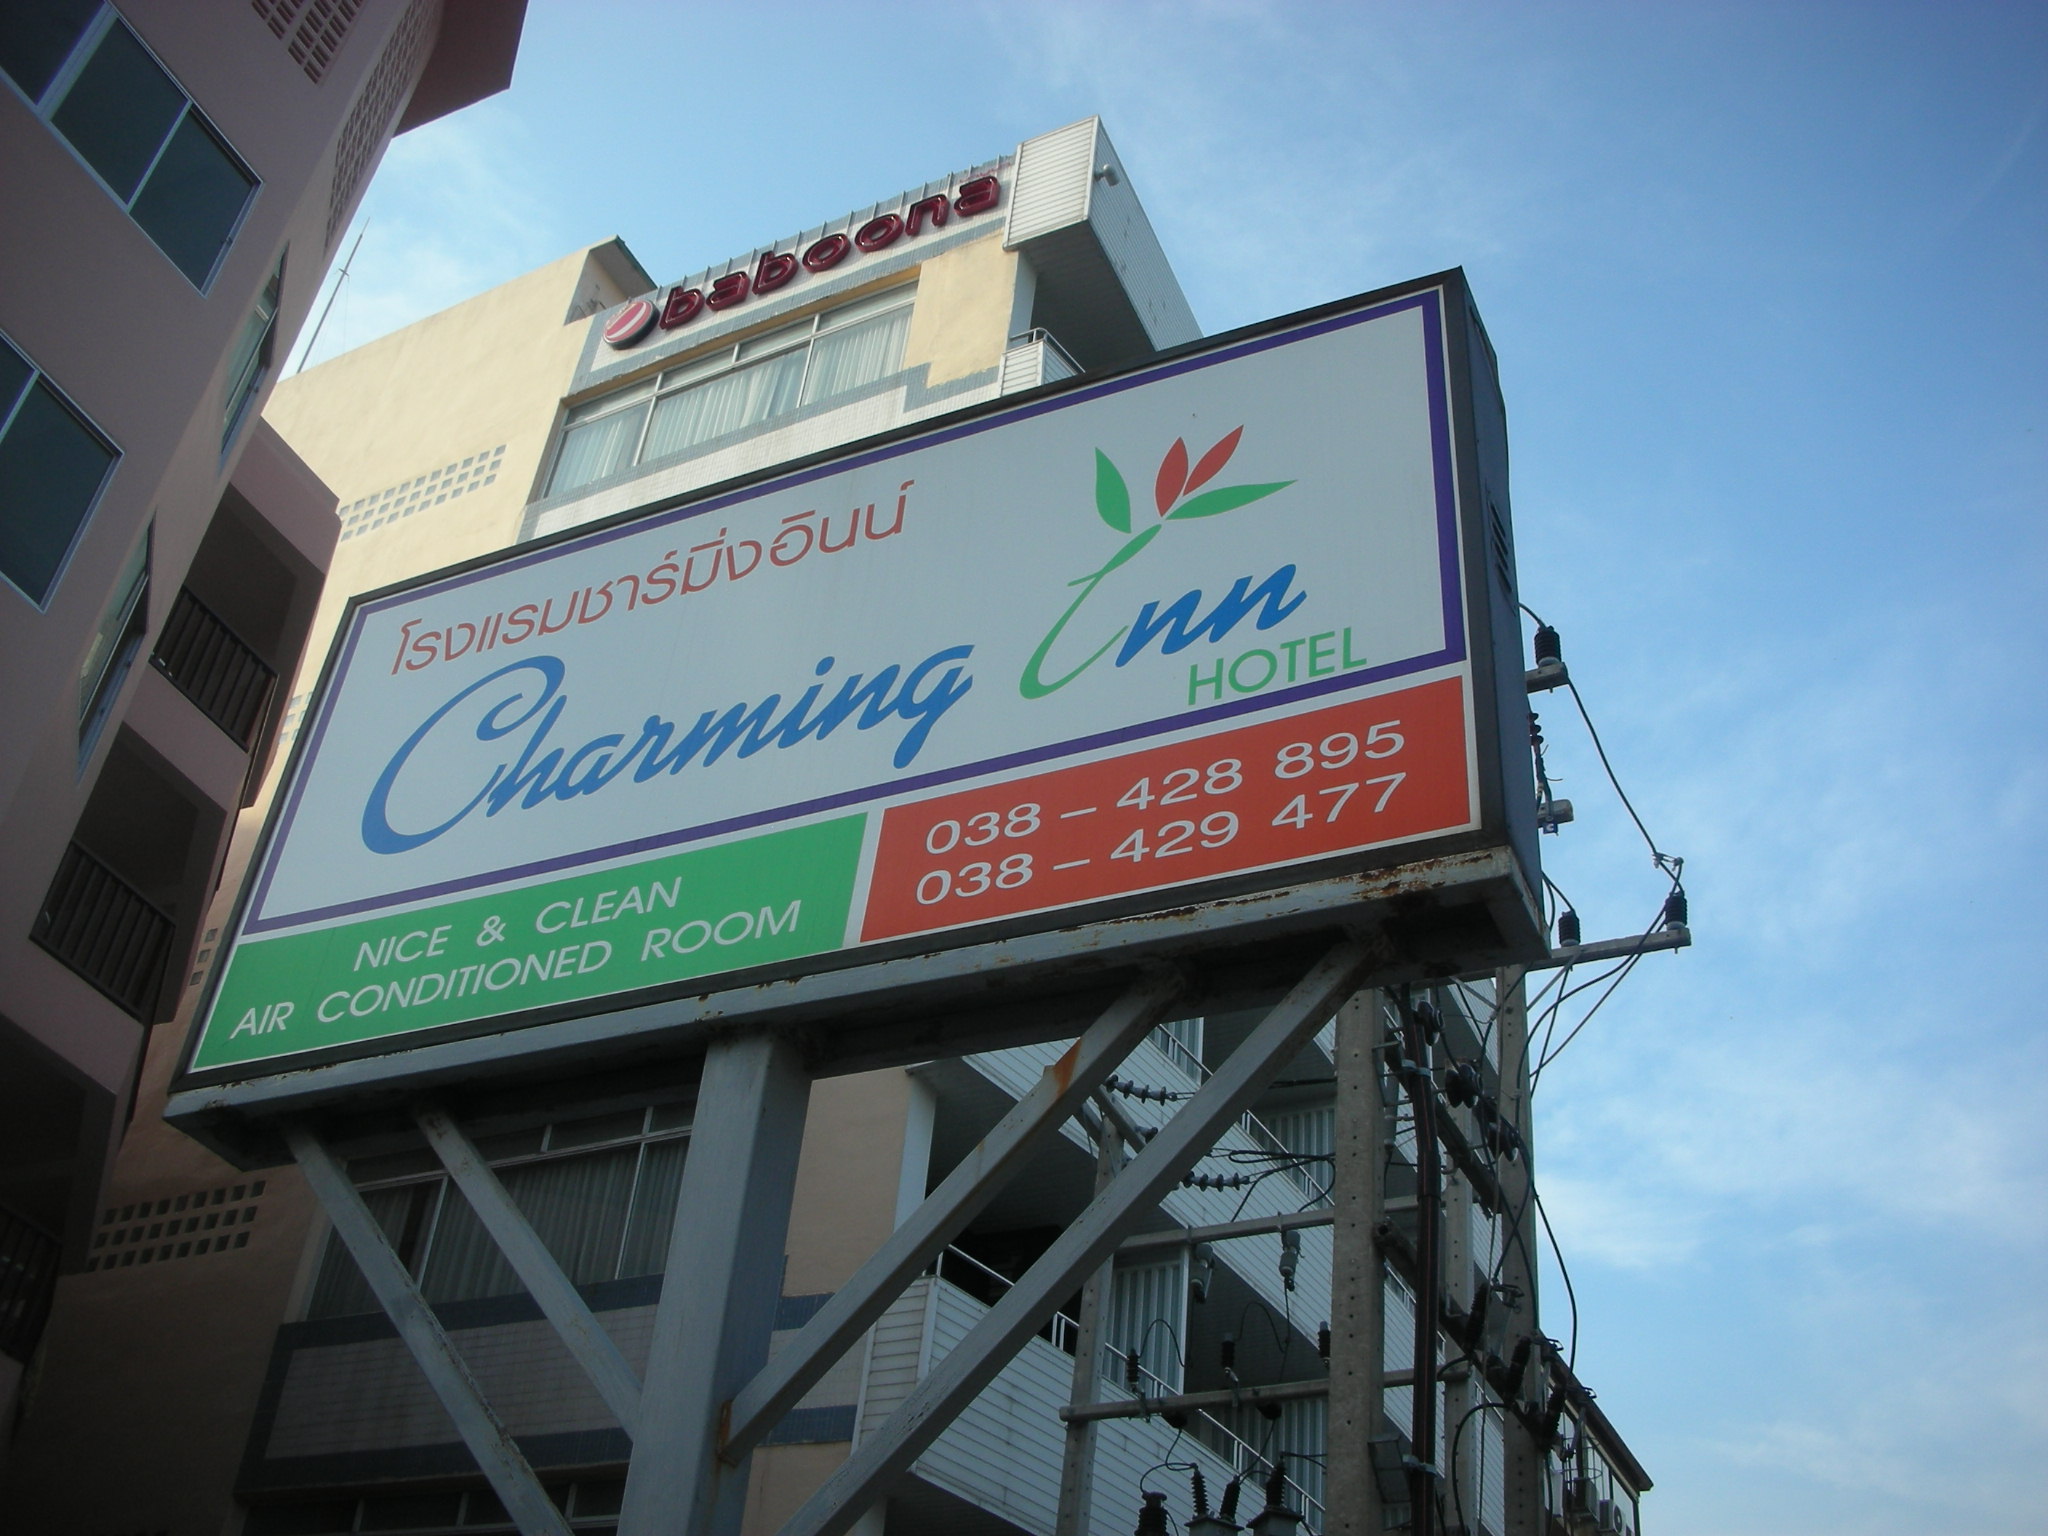 baboona
โรงแรมชาร์มิ่งอินน์
Charming Inn
HOTEL
NICE & CLEAN
AIR CONDITIONED ROOM
038 – 428 895
038 – 429 477